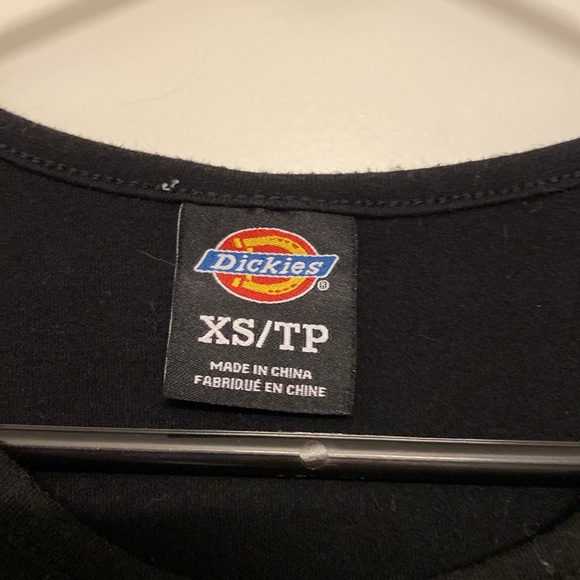 Dickies
®
XS/TP
MADE IN CHINA
FABRIQUÉ EN CHINE